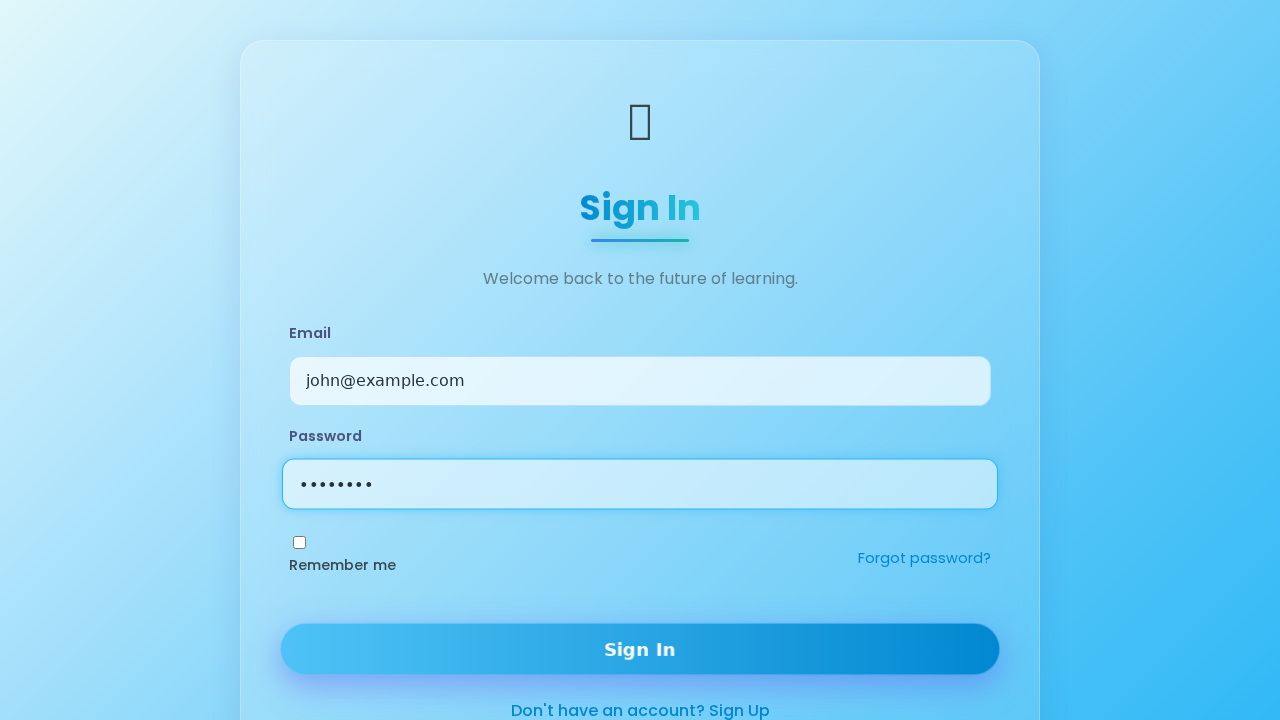 Sign In
Welcome back to the future of learning.
Email
john@example.com
Password
••••••••
Remember me
Forgot password?
Sign In
Don't have an account? Sign Up